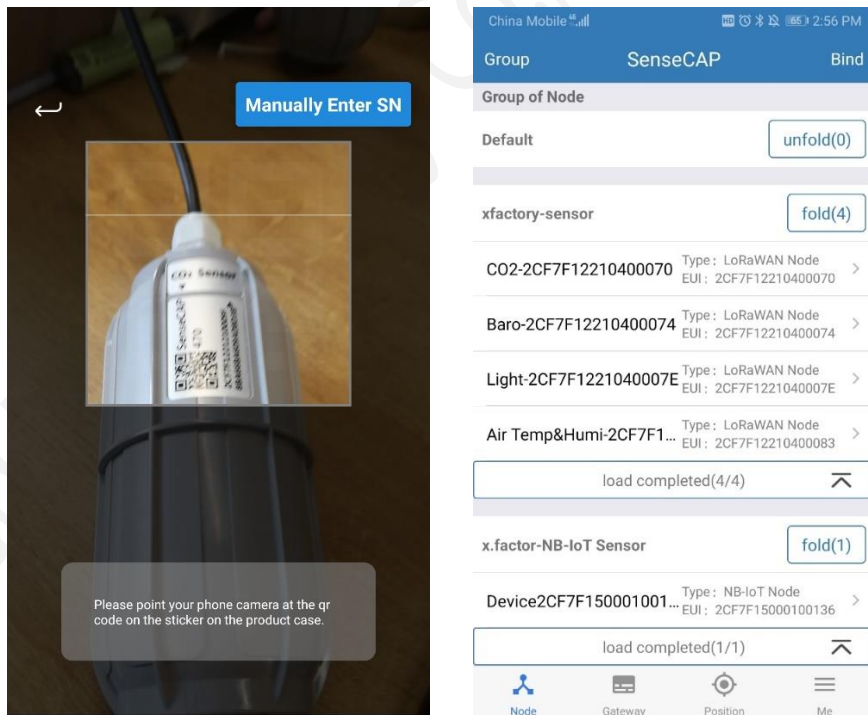 Manually Enter SN
CO2 Sensor
SenseCAP
470
Please point your phone camera at the qr
code on the sticker on the product case.
China Mobile
HD
65
2:56 PM
Group
SenseCAP
Bind
Group of Node
Default
unfold(0)
xfactory-sensor
fold(4)
CO2-2CF7F12210400070
Type: LoRaWAN Node
EUI: 2CF7F12210400070
Baro-2CF7F12210400074
Type: LoRaWAN Node
EUI: 2CF7F12210400074
Light-2CF7F1221040007E
Type: LoRaWAN Node
EUI: 2CF7F1221040007E
Air Temp&Humi-2CF7F1...
Type: LoRaWAN Node
EUI: 2CF7F12210400083
load completed(4/4)
x.factor-NB-IoT Sensor
fold(1)
Device2CF7F150001001...
Type: NB-IoT Node
EUI: 2CF7F15000100136
load completed(1/1)
Node
Gateway
Position
Me